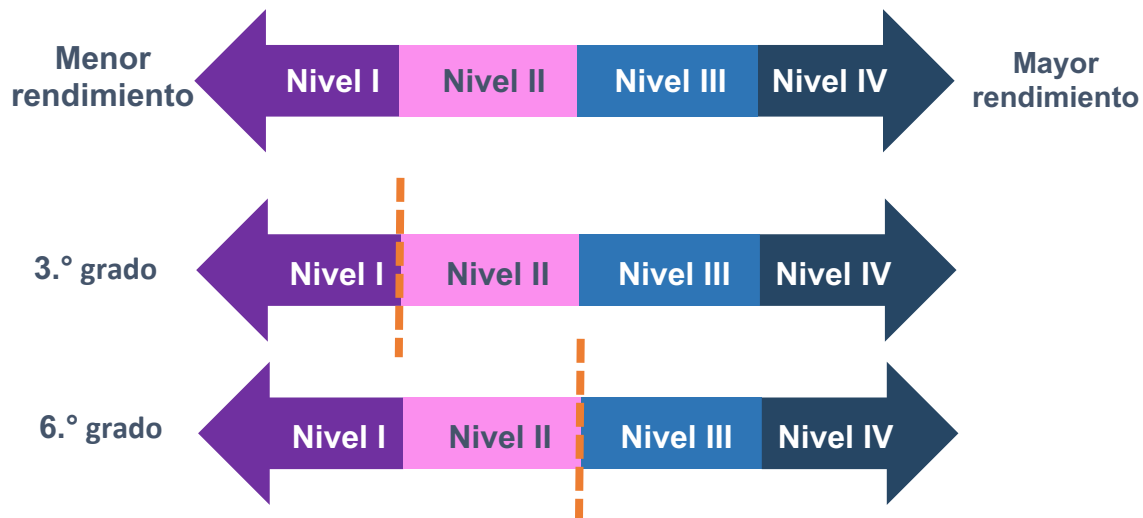 Menor
rendimiento
Nivel I
Nivel II
Nivel III
Nivel IV
Mayor
rendimiento
3.° grado
Nivel I
Nivel II
Nivel III
Nivel IV
6.° grado
Nivel I
Nivel II
Nivel III
Nivel IV